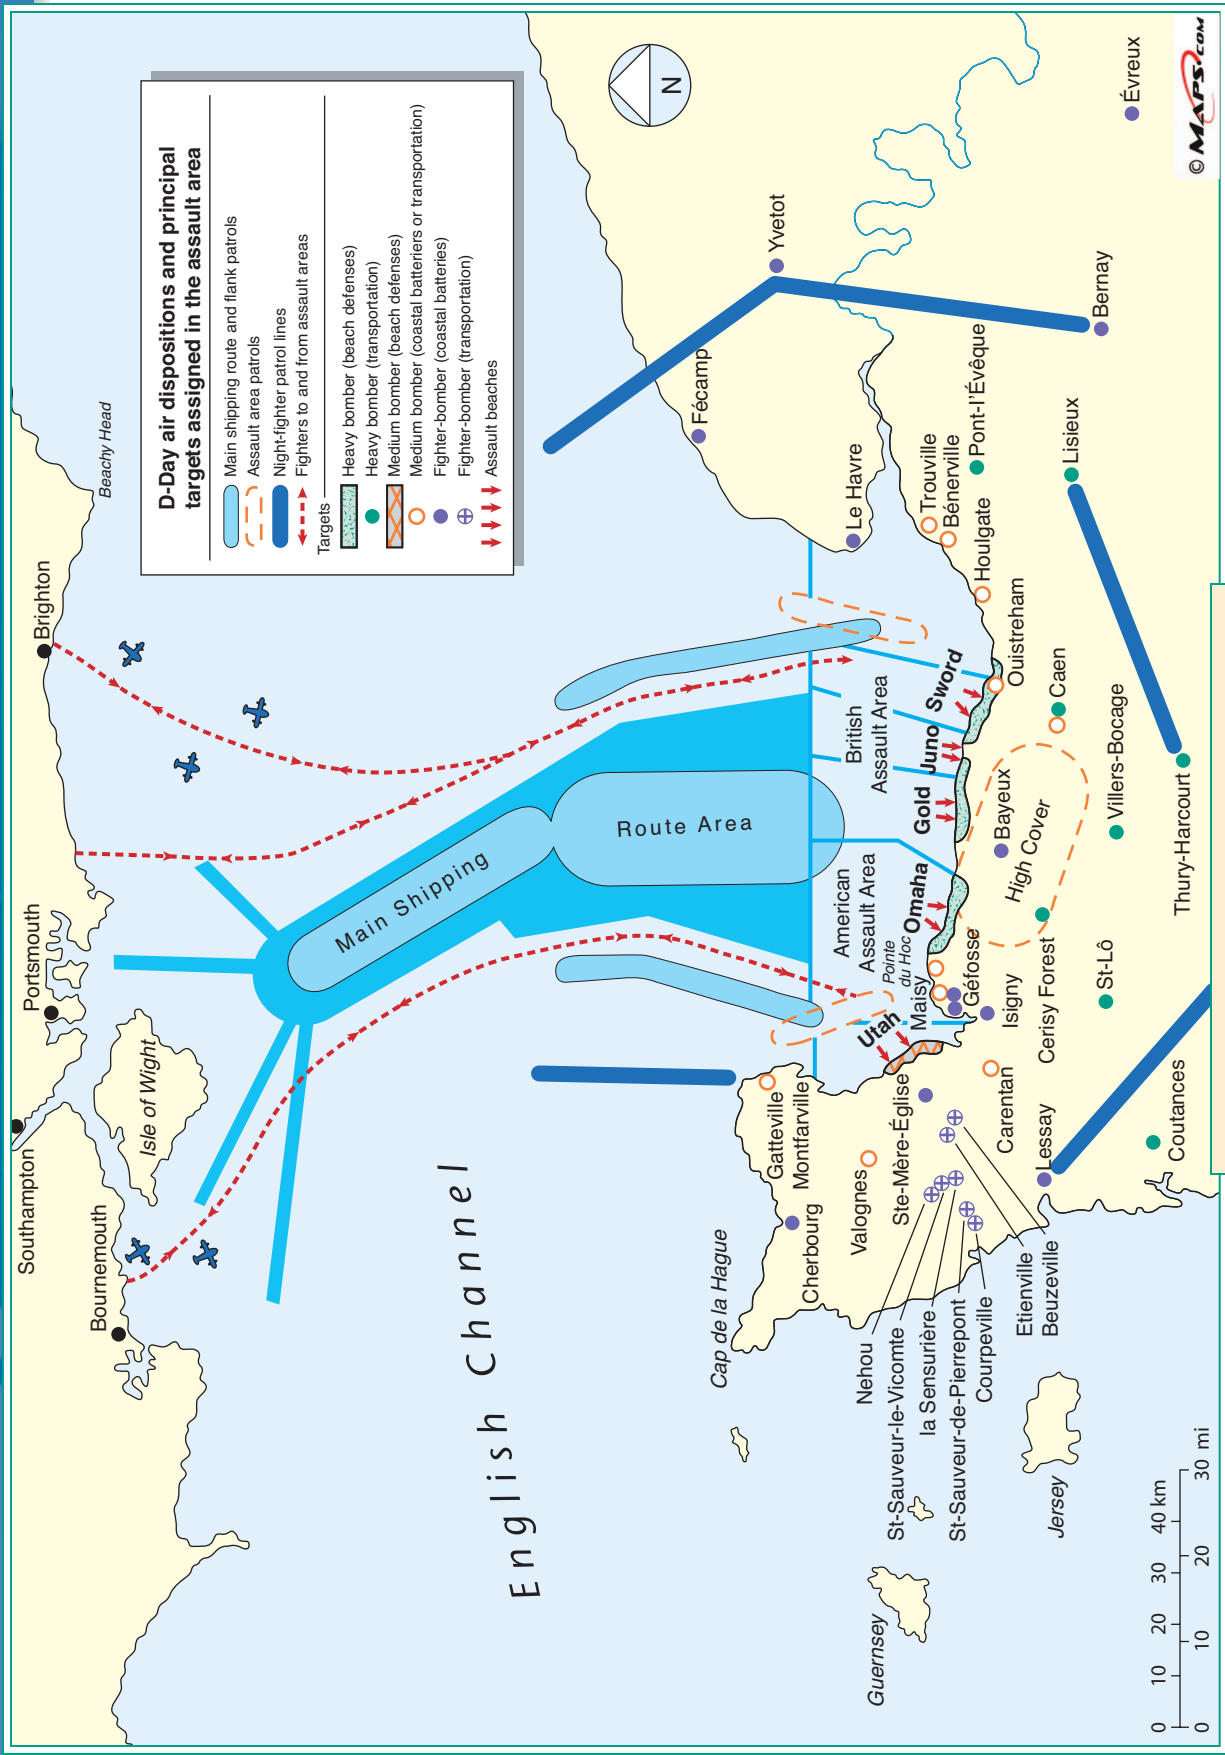 D-Day air dispositions and principal
targets assigned in the assault area
Main shipping route and flank patrols
Assault area patrols
Night-fighter patrol lines
Fighters to and from assault areas
Targets
Heavy bomber (beach defenses)
Heavy bomber (transportation)
Medium bomber (beach defenses)
Medium bomber (coastal batteriers or transportation)
Fighter-bomber (coastal batteries)
Fighter-bomber (transportation)
Assault beaches
N
Southampton
Portsmouth
Brighton
Beachy Head
Bournemouth
Isle of Wight
English Channel
Main Shipping
Route Area
American
Assault Area
British
Assault Area
Utah
Omaha
Gold
Juno
Sword
Pointe
du Hoc
Maisy
Géfosse
Isigny
Cerisy Forest
St-Lô
High Cover
Bayeux
Villers-Bocage
Caen
Ouistreham
Houlgate
Bénerville
Trouville
Pont-l'Évêque
Lisieux
Thury-Harcourt
Le Havre
Fécamp
Yvetot
Bernay
Évreux
Cap de la Hague
Cherbourg
Gatteville
Montfarville
Valognes
Ste-Mère-Église
Carentan
Lessay
Coutances
Nehou
St-Sauveur-le-Vicomte
la Sensurière
St-Sauveur-de-Pierrepont
Courpeville
Etienville
Beuzeville
Guernsey
Jersey
0 10 20 30 40 km
0 10 20 30 mi
© MAPS.COM